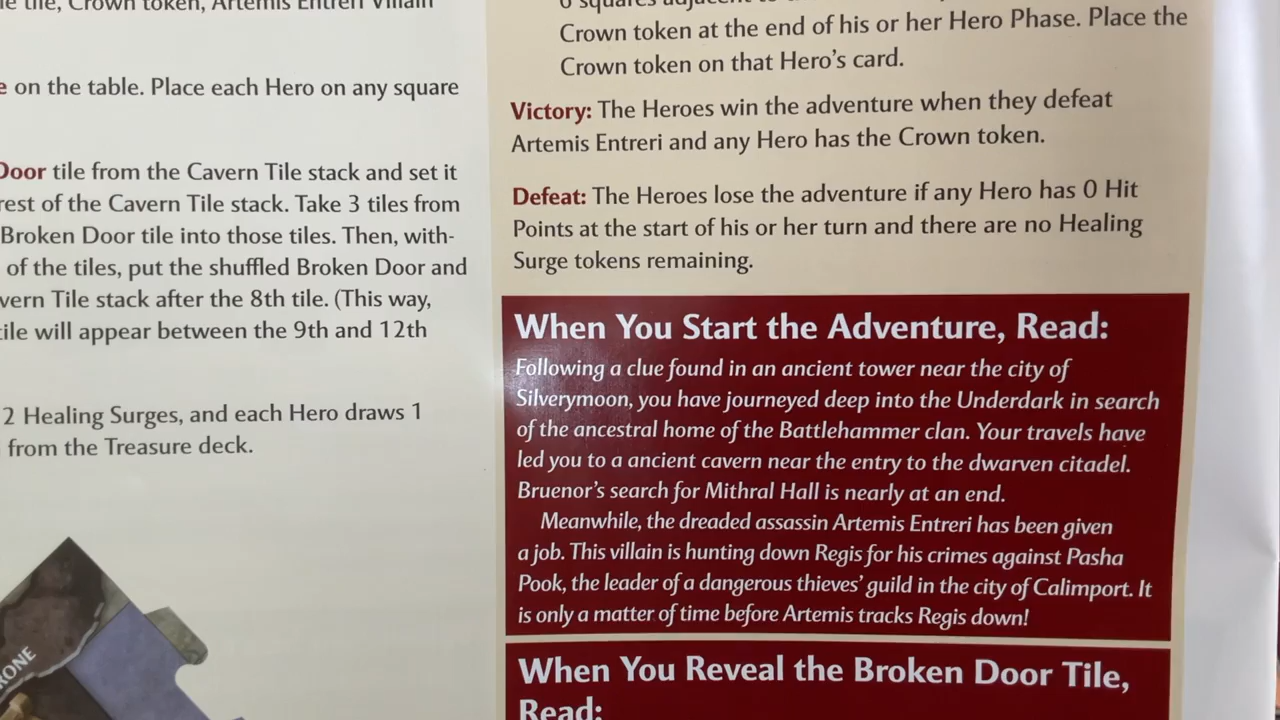 le tile, Crown token, Artemis Entreri Villain
e on the table. Place each Hero on any square
Door tile from the Cavern Tile stack and set it
rest of the Cavern Tile stack. Take 3 tiles from
Broken Door tile into those tiles. Then, with-
of the tiles, put the shuffled Broken Door and
vern Tile stack after the 8th tile. (This way,
tile will appear between the 9th and 12th
2 Healing Surges, and each Hero draws 1
from the Treasure deck.
RONE
squares adjacent to
Crown token at the end of his or her Hero Phase. Place the
Crown token on that Hero's card.
Victory: The Heroes win the adventure when they defeat
Artemis Entreri and any Hero has the Crown token.
Defeat: The Heroes lose the adventure if any Hero has 0 Hit
Points at the start of his or her turn and there are no Healing
Surge tokens remaining.
When You Start the Adventure, Read:
Following a clue found in an ancient tower near the city of
Silverymoon, you have journeyed deep into the Underdark in search
of the ancestral home of the Battlehammer clan. Your travels have
led you to a ancient cavern near the entry to the dwarven citadel.
Bruenor's search for Mithral Hall is nearly at an end.
Meanwhile, the dreaded assassin Artemis Entreri has been given
a job. This villain is hunting down Regis for his crimes against Pasha
Pook, the leader of a dangerous thieves' guild in the city of Calimport. It
is only a matter of time before Artemis tracks Regis down!
When You Reveal the Broken Door Tile,
Read: